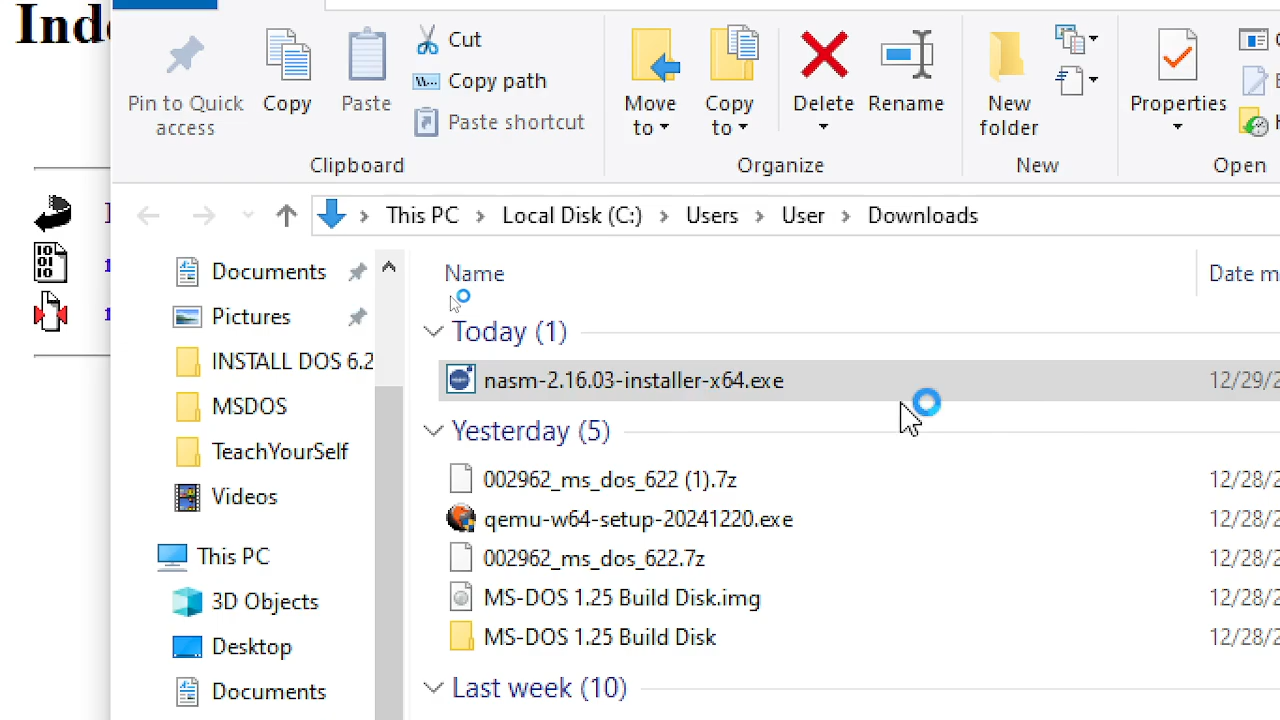 Inde
Pin to Quick access
Copy
Paste
Cut
Copy path
Paste shortcut
Clipboard
Move to
Copy to
Delete
Rename
Organize
New folder
New
Properties
Open
This PC
Local Disk (C:)
Users
User
Downloads
Documents
Pictures
INSTALL DOS 6.2
MSDOS
TeachYourSelf
Videos
This PC
3D Objects
Desktop
Documents
Name
Date m
Today (1)
nasm-2.16.03-installer-x64.exe
12/29/2
Yesterday (5)
002962_ms_dos_622 (1).7z
12/28/2
qemu-w64-setup-20241220.exe
12/28/2
002962_ms_dos_622.7z
12/28/2
MS-DOS 1.25 Build Disk.img
12/28/2
MS-DOS 1.25 Build Disk
12/28/2
Last week (10)